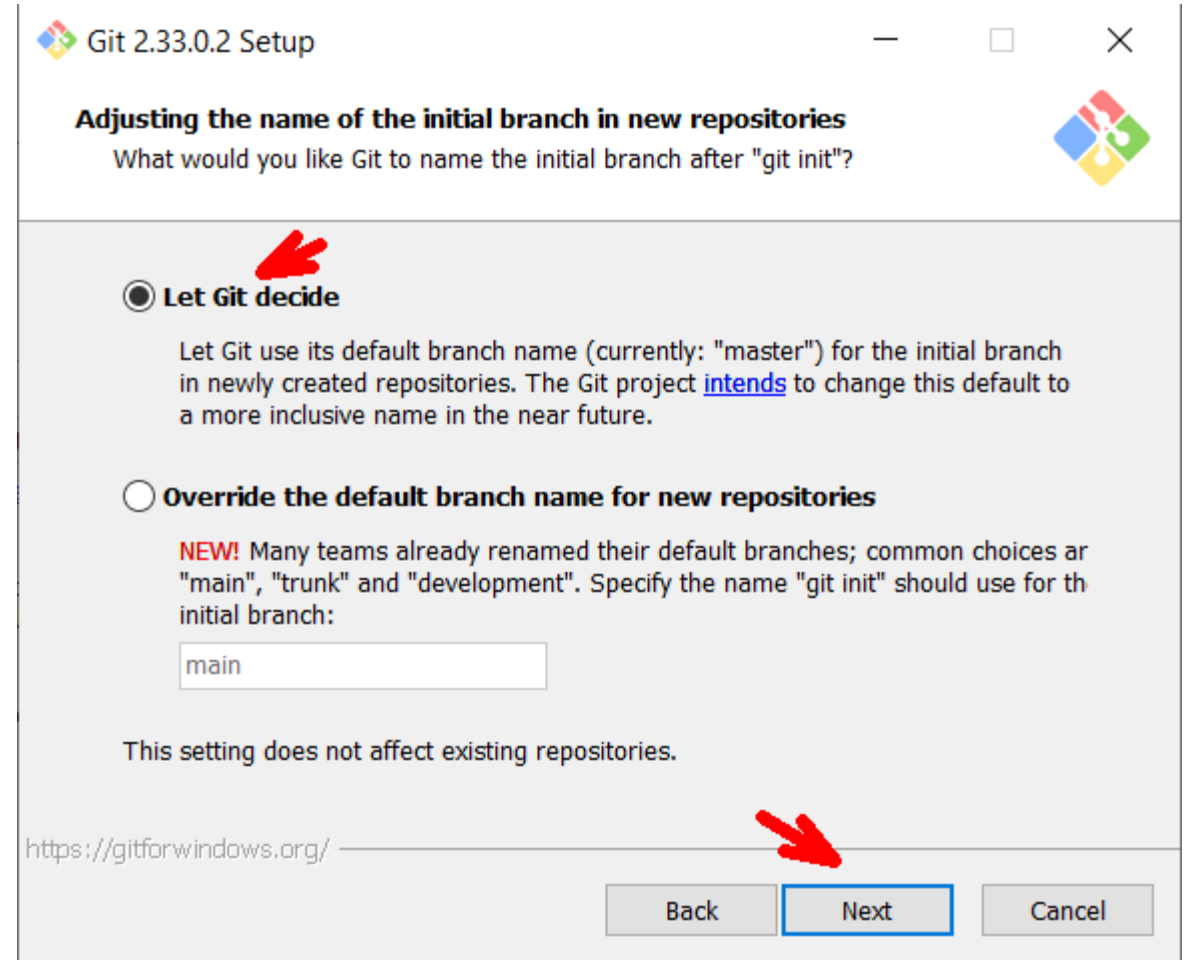 Git 2.33.0.2 Setup
Adjusting the name of the initial branch in new repositories
What would you like Git to name the initial branch after "git init"?
Let Git decide
Let Git use its default branch name (currently: "master") for the initial branch
in newly created repositories. The Git project intends to change this default to
a more inclusive name in the near future.
Override the default branch name for new repositories
NEW! Many teams already renamed their default branches; common choices ar
"main", "trunk" and "development". Specify the name "git init" should use for th
initial branch:
main
This setting does not affect existing repositories.
https://gitforwindows.org/
Back Next Cancel